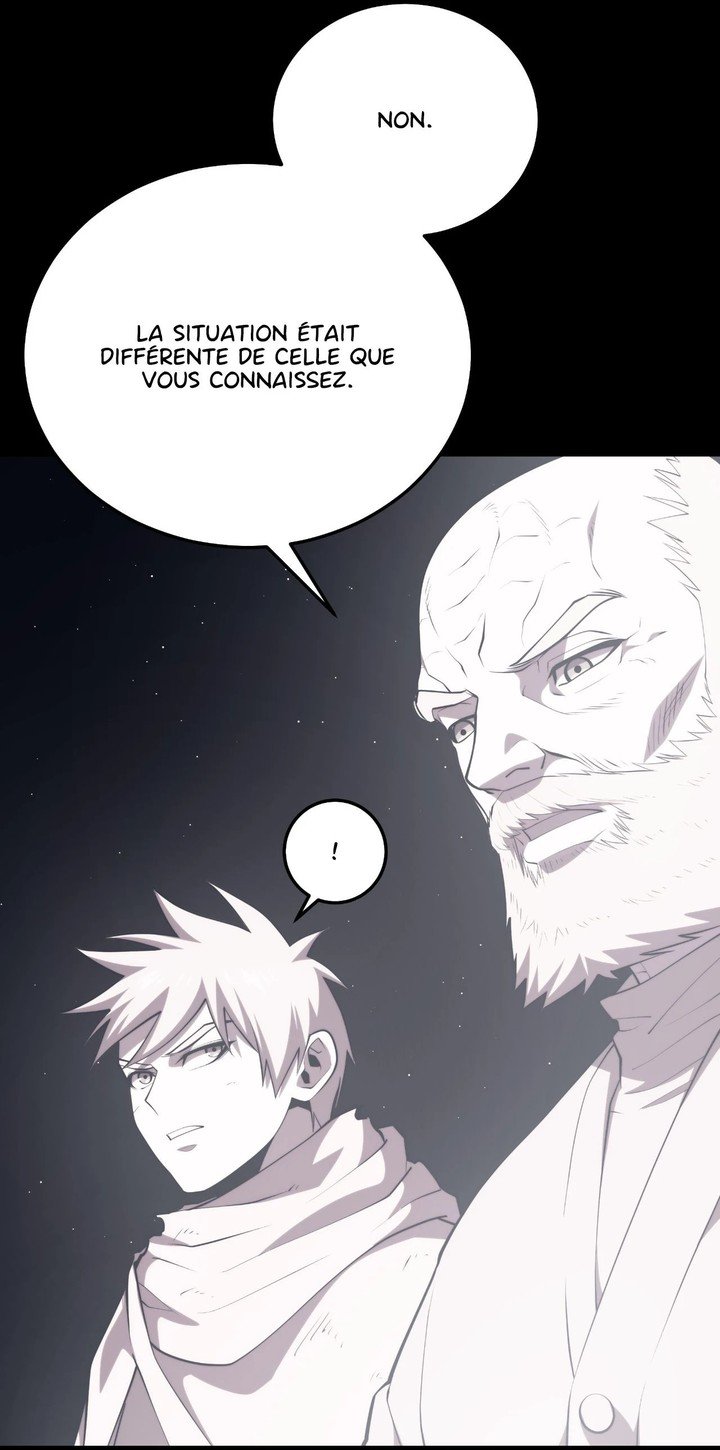 NON.
LA SITUATION ÉTAIT
DIFFÉRENTE DE CELLE QUE
VOUS CONNAISSEZ.
!